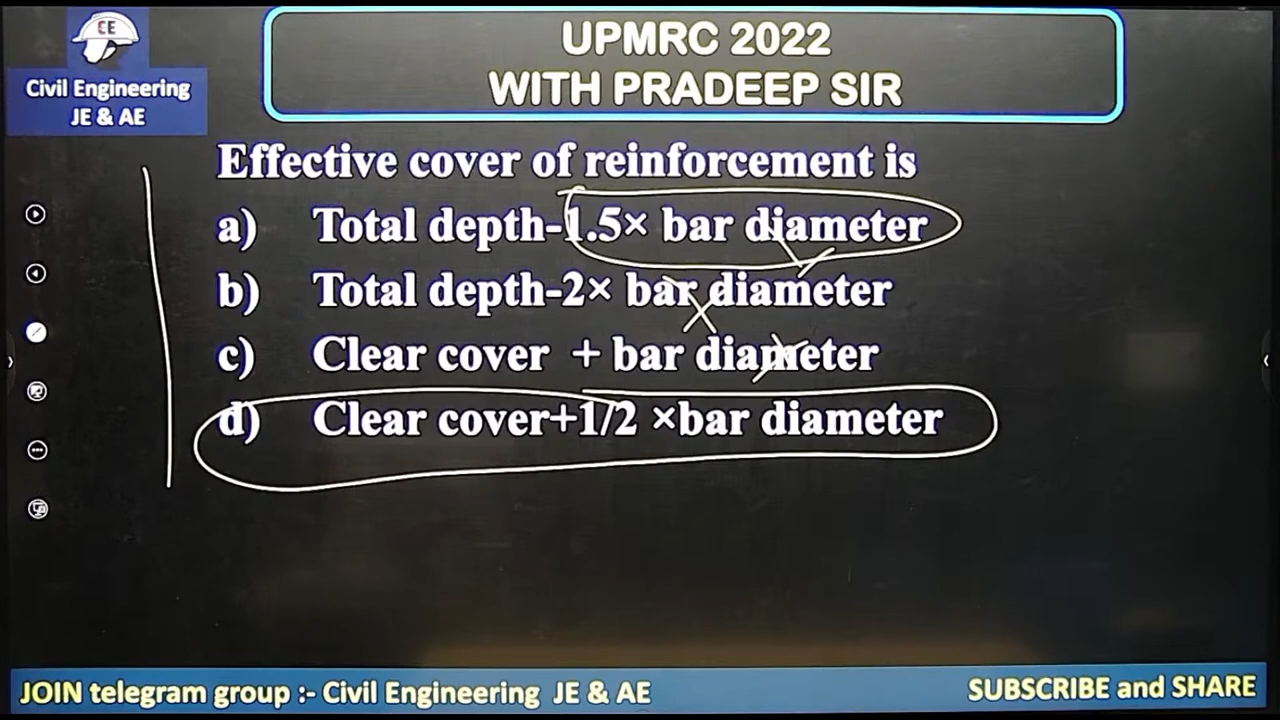 CE
Civil Engineering
JE & AE
UPMRC 2022
WITH PRADEEP SIR
Effective cover of reinforcement is
a) Total depth-1.5× bar diameter
b) Total depth-2× bar diameter
c) Clear cover + bar diameter
d) Clear cover+1/2 ×bar diameter
JOIN telegram group :- Civil Engineering JE & AE
SUBSCRIBE and SHARE